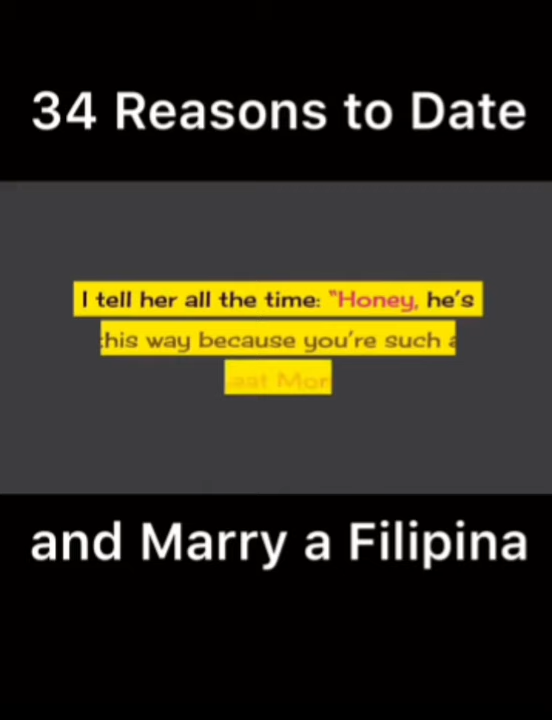 34 Reasons to Date
I tell her all the time: "Honey, he's
his way because you're such a
and Marry a Filipina